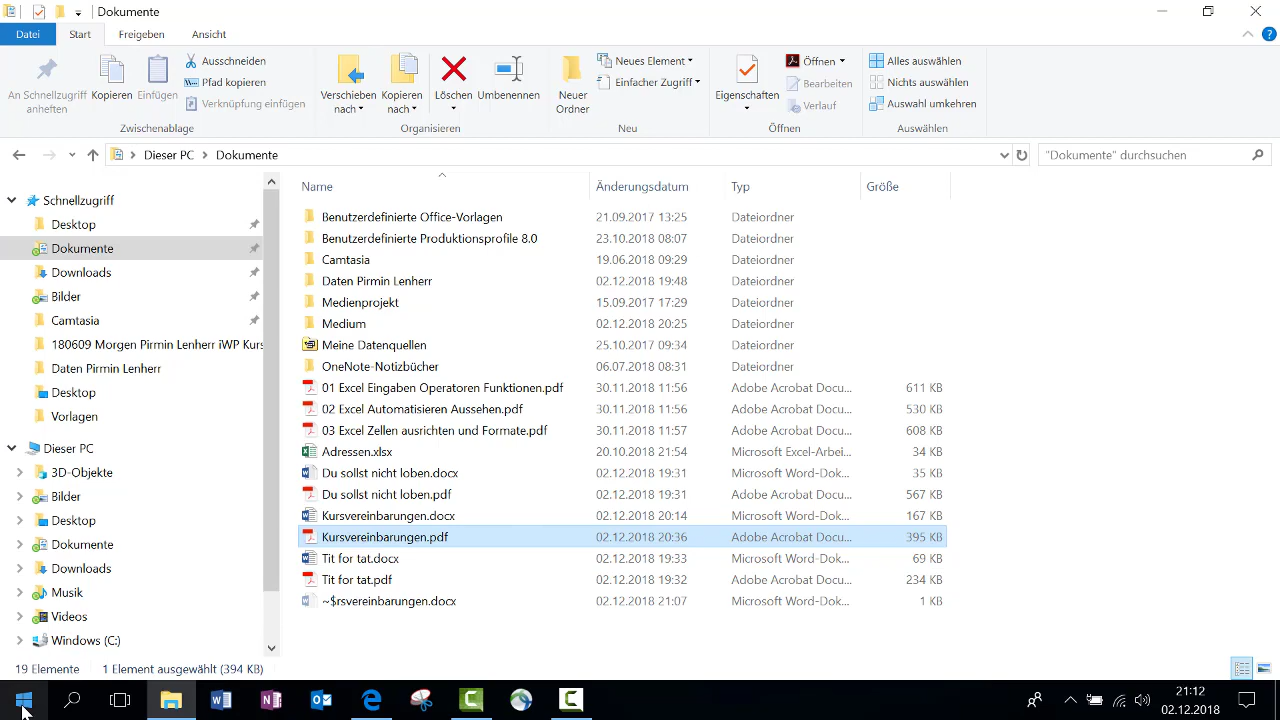 Dokumente
Datei Start Freigeben Ansicht
An Schnellzugriff anheften
Kopieren
Einfügen
Ausschneiden
Pfad kopieren
Verknüpfung einfügen
Zwischenablage
Verschieben nach
Kopieren nach
Löschen
Umbenennen
Organisieren
Neuer Ordner
Neues Element
Einfacher Zugriff
Neu
Eigenschaften
Öffnen
Bearbeiten
Verlauf
Öffnen
Alles auswählen
Nichts auswählen
Auswahl umkehren
Auswählen
Dieser PC > Dokumente
"Dokumente" durchsuchen
Schnellzugriff
Desktop
Dokumente
Downloads
Bilder
Camtasia
180609 Morgen Pirmin Lenherr iWP Kurs
Daten Pirmin Lenherr
Desktop
Vorlagen
Dieser PC
3D-Objekte
Bilder
Desktop
Dokumente
Downloads
Musik
Videos
Windows (C:)
Name Änderungsdatum Typ Größe
Benutzerdefinierte Office-Vorlagen 21.09.2017 13:25 Dateiordner
Benutzerdefinierte Produktionsprofile 8.0 23.10.2018 08:07 Dateiordner
Camtasia 19.06.2018 09:29 Dateiordner
Daten Pirmin Lenherr 02.12.2018 19:48 Dateiordner
Medienprojekt 15.09.2017 17:29 Dateiordner
Medium 02.12.2018 20:25 Dateiordner
Meine Datenquellen 25.10.2017 09:34 Dateiordner
OneNote-Notizbücher 06.07.2018 08:31 Dateiordner
01 Excel Eingaben Operatoren Funktionen.pdf 30.11.2018 11:56 Adobe Acrobat Docu... 611 KB
02 Excel Automatisieren Aussehen.pdf 30.11.2018 11:56 Adobe Acrobat Docu... 530 KB
03 Excel Zellen ausrichten und Formate.pdf 30.11.2018 11:57 Adobe Acrobat Docu... 608 KB
Adressen.xlsx 20.10.2018 21:54 Microsoft Excel-Arbei... 34 KB
Du sollst nicht loben.docx 02.12.2018 19:31 Microsoft Word-Dok... 35 KB
Du sollst nicht loben.pdf 02.12.2018 19:31 Adobe Acrobat Docu... 567 KB
Kursvereinbarungen.docx 02.12.2018 20:14 Microsoft Word-Dok... 167 KB
Kursvereinbarungen.pdf 02.12.2018 20:36 Adobe Acrobat Docu... 395 KB
Tit for tat.docx 02.12.2018 19:33 Microsoft Word-Dok... 69 KB
Tit for tat.pdf 02.12.2018 19:32 Adobe Acrobat Docu... 234 KB
~$rsvereinbarungen.docx 02.12.2018 21:07 Microsoft Word-Dok... 1 KB
19 Elemente 1 Element ausgewählt (394 KB)
21:12
02.12.2018